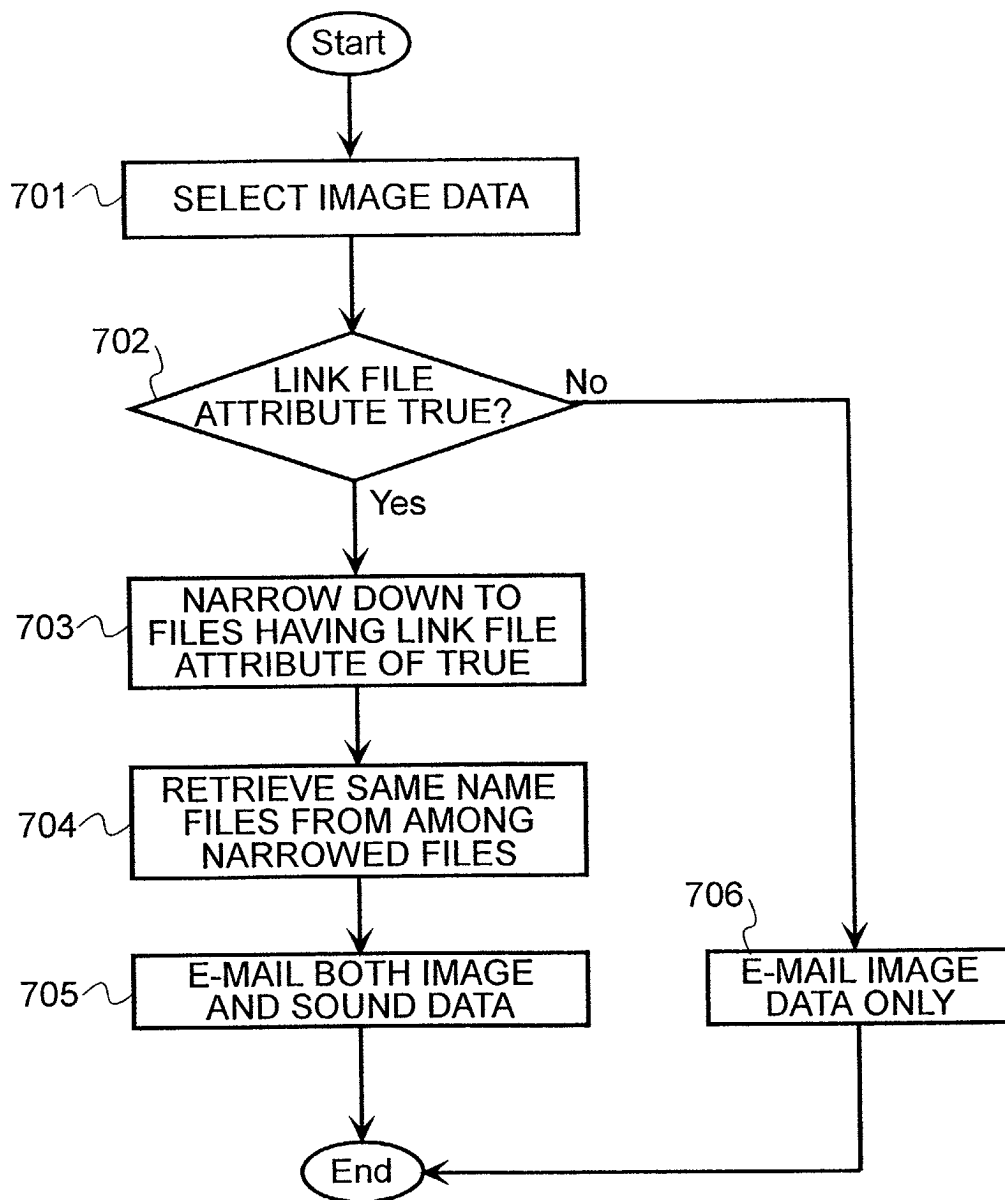 Start
701
SELECT IMAGE DATA
702
LINK FILE
ATTRIBUTE TRUE?
No
Yes
703
NARROW DOWN TO
FILES HAVING LINK FILE
ATTRIBUTE OF TRUE
704
RETRIEVE SAME NAME
FILES FROM AMONG
NARROWED FILES
705
E-MAIL BOTH IMAGE
AND SOUND DATA
706
E-MAIL IMAGE
DATA ONLY
End